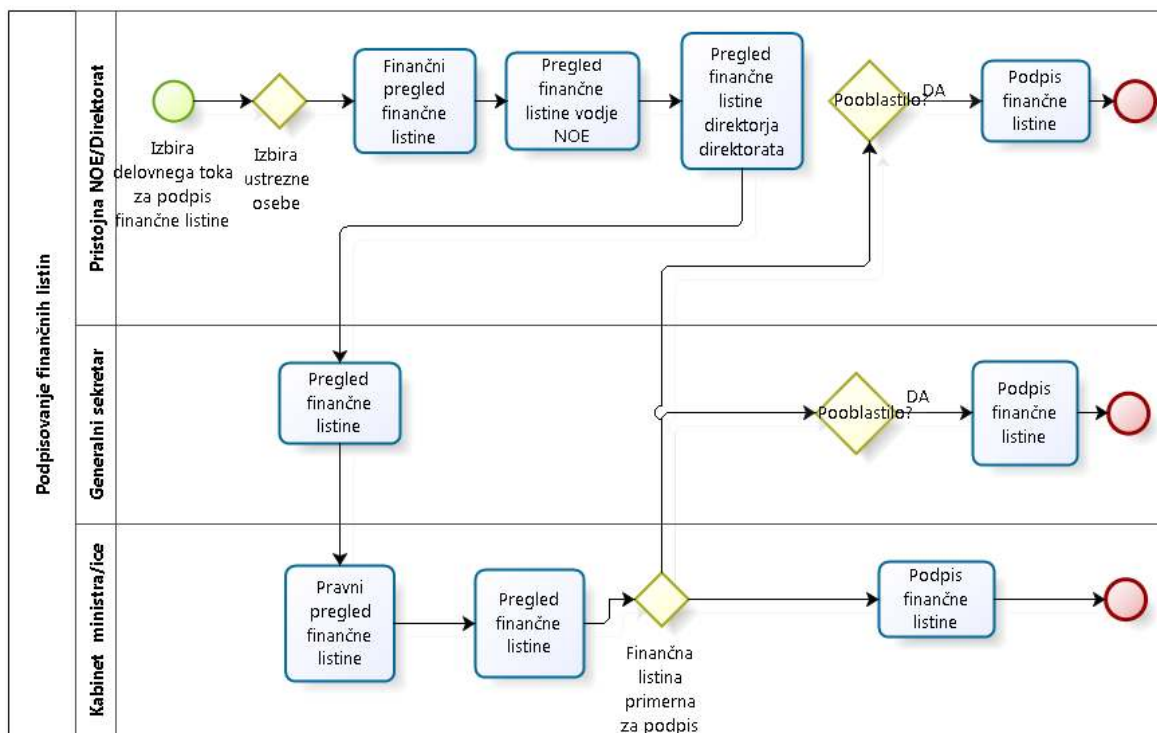 Podpisovanje finančnih listin
Pristojna NOE/Direktorat
Izbira
delovnega toka
za podpis
finančne listine
Izbira
ustrezne
osebe
Finančni
pregled
finančne
listine
Pregled
finančne
listine vodje
NOE
Pregled
finančne
listine
direktorja
direktorata
Pooblastilo?
DA
Podpis
finančne
listine
Generalni sekretar
Pregled
finančne
listine
Pooblastilo?
DA
Podpis
finančne
listine
Kabinet ministra/ice
Pravni
pregled
finančne
listine
Pregled
finančne
listine
Finančna
listina
primerna
za podpis
Podpis
finančne
listine